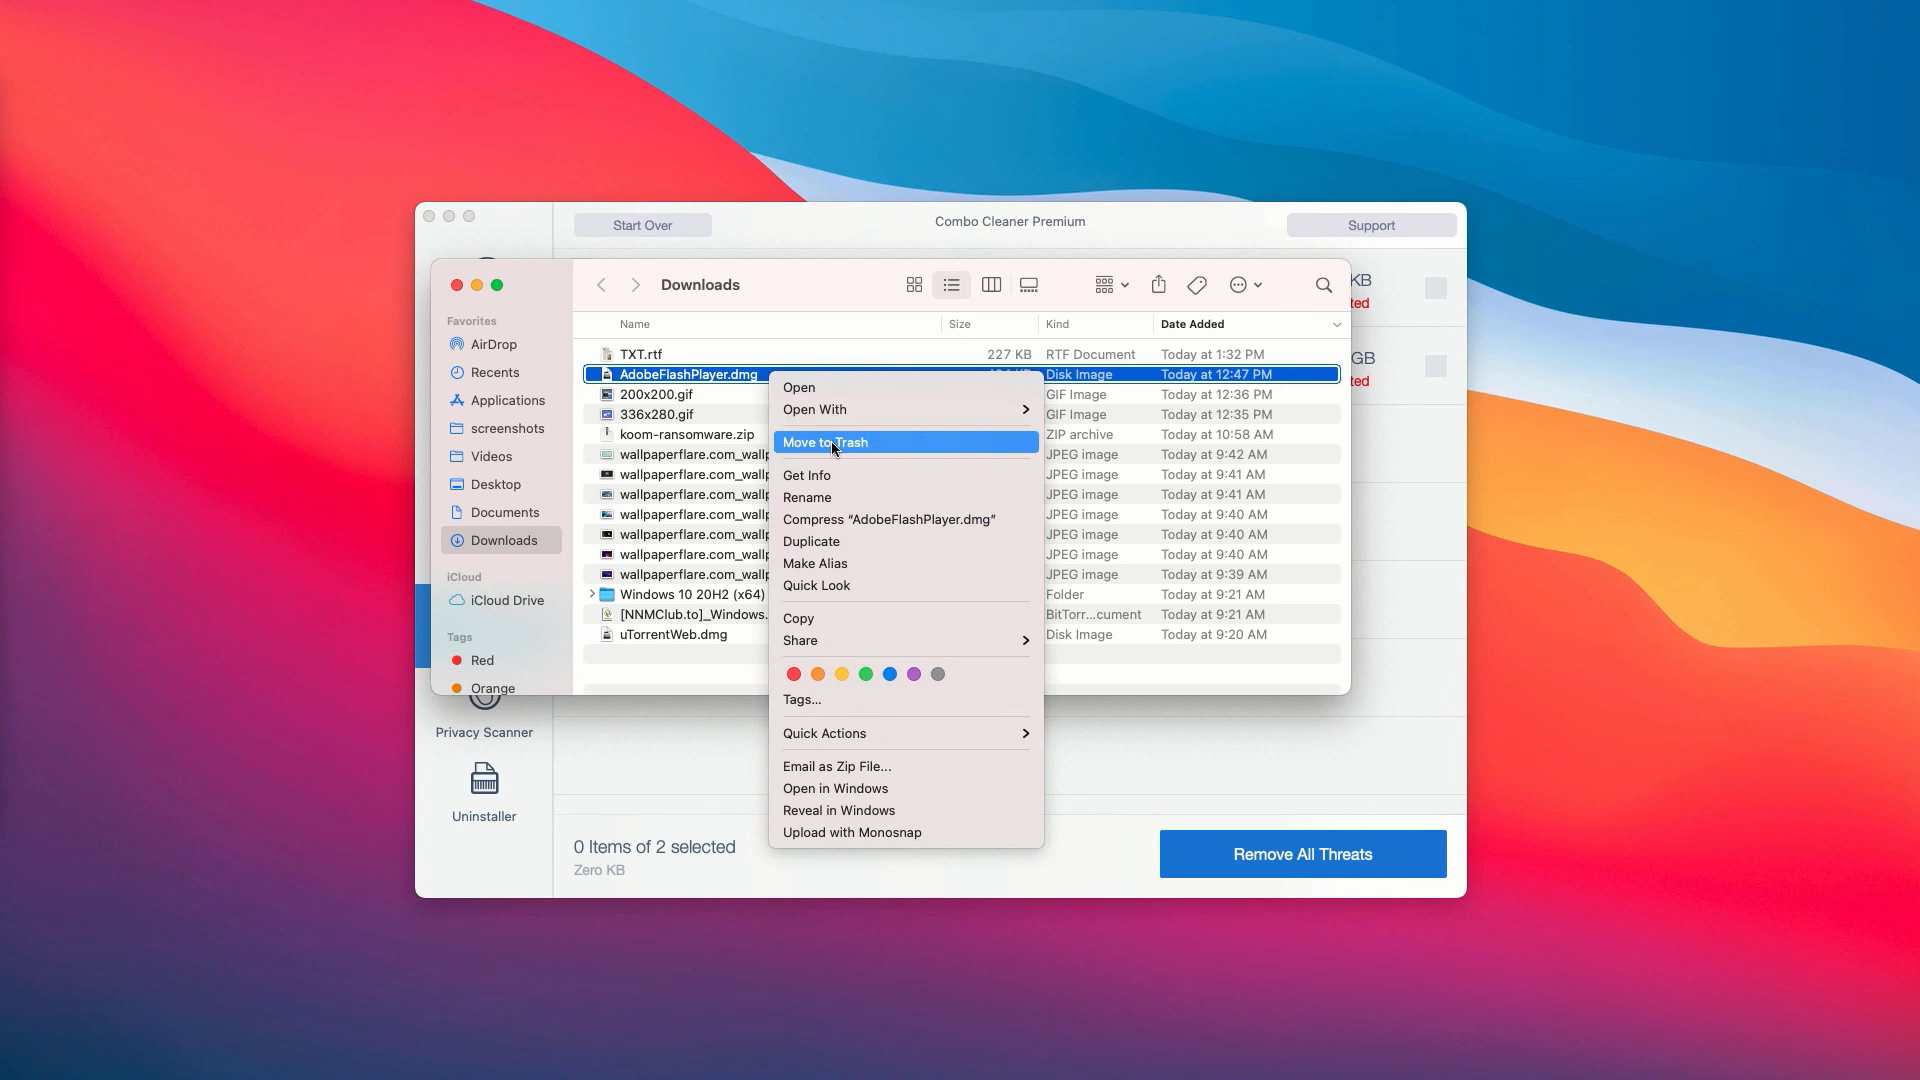 Start Over
Combo Cleaner Premium
Support
Downloads
KB
ted
GB
ted
Favorites
AirDrop
Recents
Applications
screenshots
Videos
Desktop
Documents
Downloads
iCloud
iCloud Drive
Tags
Red
Orange
Name Size Kind Date Added
TXT.rtf 227 KB RTF Document Today at 1:32 PM
AdobeFlashPlayer.dmg Disk Image Today at 12:47 PM
200x200.gif GIF Image Today at 12:36 PM
336x280.gif GIF Image Today at 12:35 PM
koom-ransomware.zip ZIP archive Today at 10:58 AM
wallpaperflare.com_wallp JPEG image Today at 9:42 AM
wallpaperflare.com_wallp JPEG image Today at 9:41 AM
wallpaperflare.com_wallp JPEG image Today at 9:41 AM
wallpaperflare.com_wallp JPEG image Today at 9:40 AM
wallpaperflare.com_wallp JPEG image Today at 9:40 AM
wallpaperflare.com_wallp JPEG image Today at 9:40 AM
wallpaperflare.com_wallp JPEG image Today at 9:39 AM
Windows 10 20H2 (x64) Folder Today at 9:21 AM
[NNMClub.to]_Windows. BitTorr...cument Today at 9:21 AM
uTorrentWeb.dmg Disk Image Today at 9:20 AM
Open
Open With
Move to Trash
Get Info
Rename
Compress “AdobeFlashPlayer.dmg”
Duplicate
Make Alias
Quick Look
Copy
Share
Tags...
Quick Actions
Email as Zip File...
Open in Windows
Reveal in Windows
Upload with Monosnap
Privacy Scanner
Uninstaller
0 Items of 2 selected
Zero KB
Remove All Threats